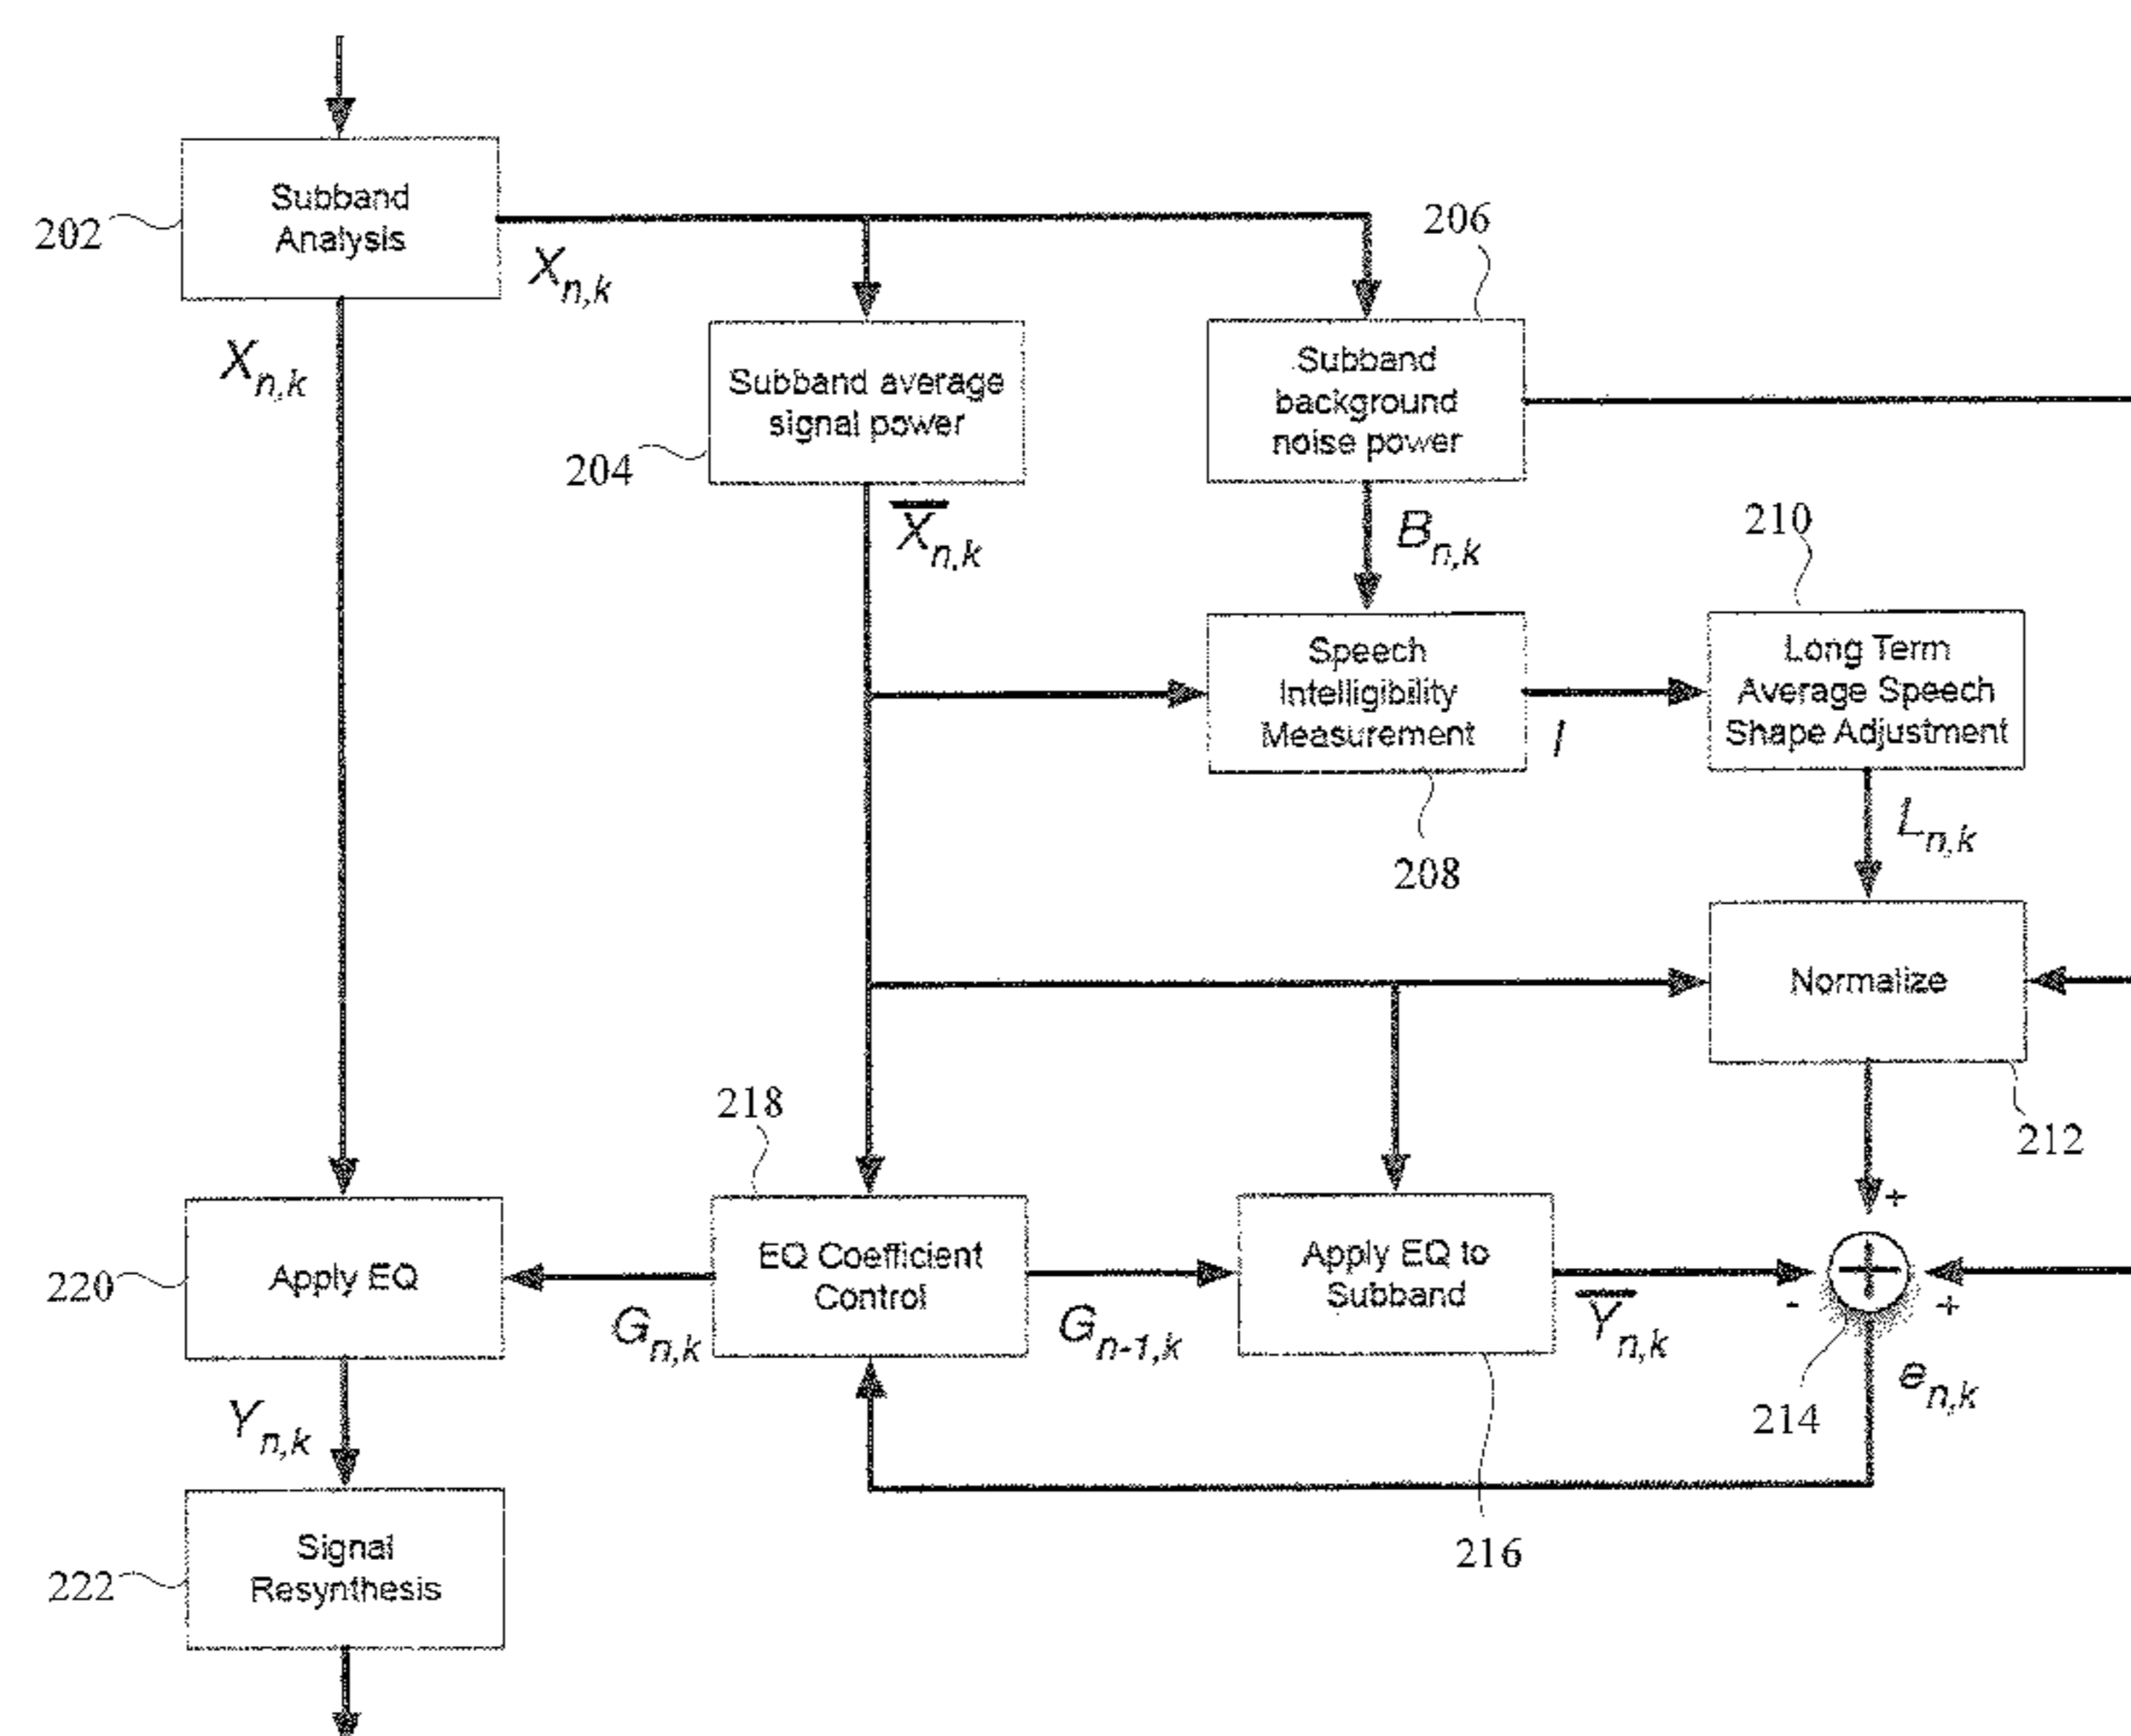 Subband
Analysis
202
X_{n,k}
X_{n,k}
206
Subband average
signal power
204
Subband
background
noise power
\overline{X}_{n,k}
B_{n,k}
210
Speech
Intelligibility
Measurement
208
I
Long Term
Average Speech
Shape Adjustment
L_{n,k}
Normalize
212
218
220
Apply EQ
G_{n,k}
EQ Coefficient
Control
G_{n-1,k}
Apply EQ to
Subband
216
\overline{Y}_{n,k}
+
-
+
214
e_{n,k}
Y_{n,k}
Signal
Resynthesis
222